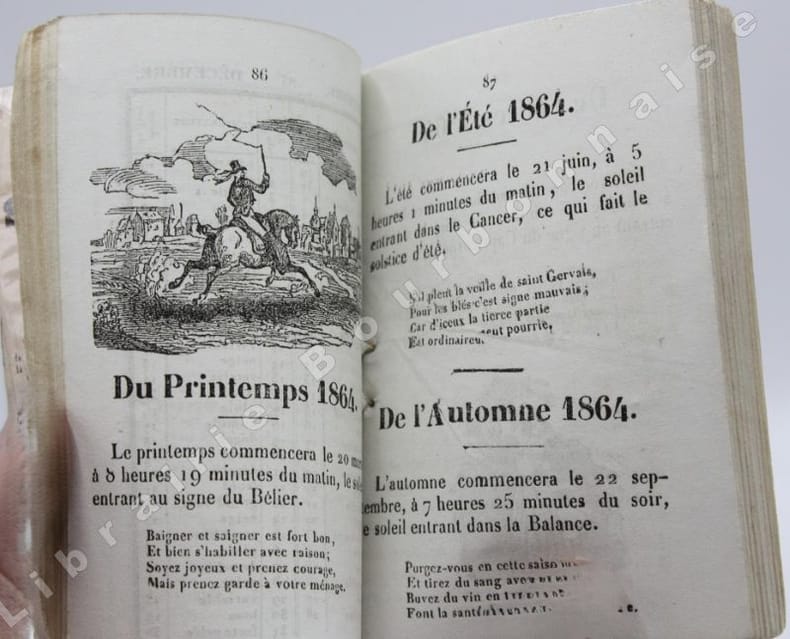 86
Du Printemps 1864.
Le printemps commencera le 20 mars
à 8 heures 19 minutes du matin, le
entrant au signe du Bélier.
Baigner et saigner est fort bon,
Et bien s'habiller avec raison;
Soyez joyeux et prenez courage,
Mais prenez garde à votre ménage.
87
De l'Été 1864.
L'été commencera le 21 juin, à 5
heures 1 minutes du matin, le soleil
entrant dans le Cancer, ce qui fait le
solstice d'été.
S'il pleut la veille de saint Gervais,
Pour les blés c'est signe mauvais;
Car d'iceux la tierce partie
Est ordinaire pourrie.
De l'Automne 1864.
L'automne commencera le 22 sep-
tembre, à 7 heures 25 minutes du soir,
le soleil entrant dans la Balance.
Purgez-vous en cette saison
Et tirez du sang avec
Buvez du vin en
Font la santé
Librairie Bourbonnaise